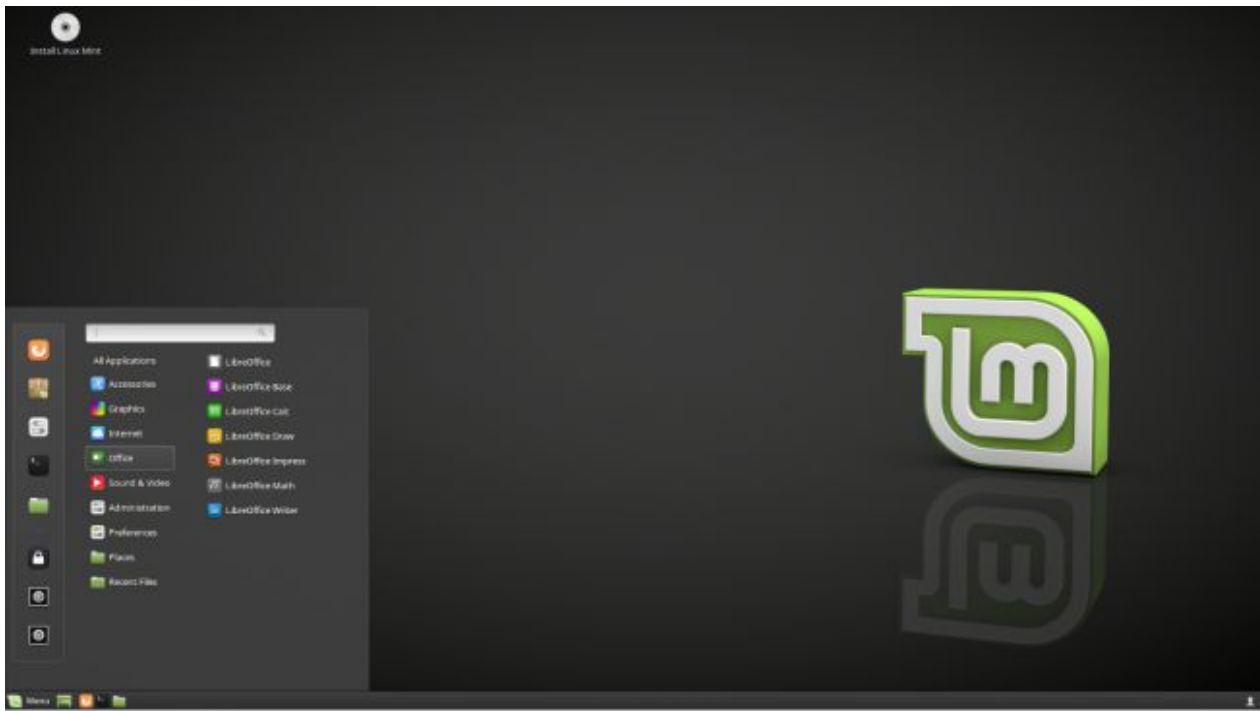 Install Linux Mint
All Applications
Accessories
Graphics
Internet
Office
Sound & Video
Administration
Preferences
Places
Recent Files
LibreOffice
LibreOffice Base
LibreOffice Calc
LibreOffice Draw
LibreOffice Impress
LibreOffice Math
LibreOffice Writer
Menu